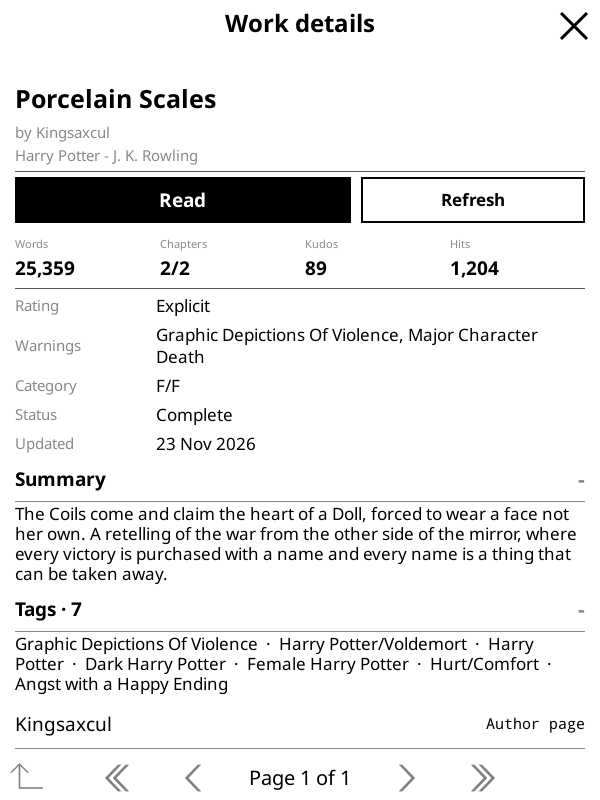 Work details
Porcelain Scales
by Kingsaxcul
Harry Potter - J. K. Rowling
Read
Refresh
Words
Chapters
Kudos
Hits
25,359
2/2
89
1,204
Rating
Explicit
Warnings
Graphic Depictions Of Violence, Major Character
Death
Category
F/F
Status
Complete
Updated
23 Nov 2026
Summary
-
The Coils come and claim the heart of a Doll, forced to wear a face not
her own. A retelling of the war from the other side of the mirror, where
every victory is purchased with a name and every name is a thing that
can be taken away.
Tags · 7
-
Graphic Depictions Of Violence · Harry Potter/Voldemort · Harry
Potter · Dark Harry Potter · Female Harry Potter · Hurt/Comfort ·
Angst with a Happy Ending
Kingsaxcul
Author page
Page 1 of 1